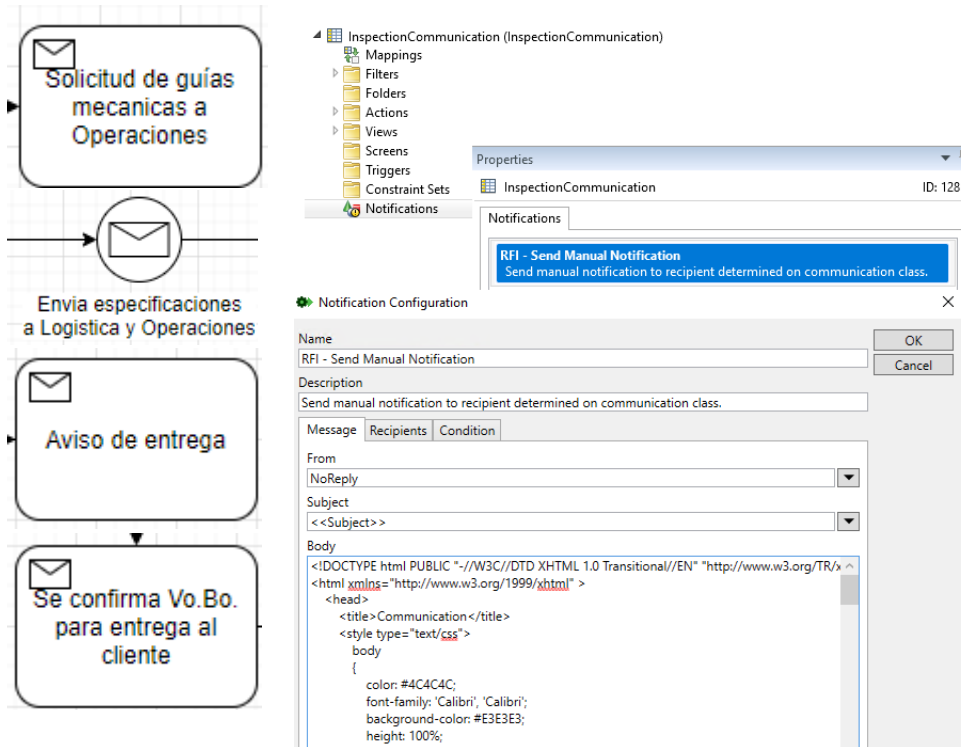 Solicitud de guías
mecanicas a
Operaciones
Envia especificaciones
a Logistica y Operaciones
Aviso de entrega
Se confirma Vo.Bo.
para entrega al
cliente
InspectionCommunication (InspectionCommunication)
Mappings
Filters
Folders
Actions
Views
Screens
Triggers
Constraint Sets
Notifications
Properties
InspectionCommunication
ID: 128
Notifications
RFI - Send Manual Notification
Send manual notification to recipient determined on communication class.
Notification Configuration
Name
RFI - Send Manual Notification
OK
Cancel
Description
Send manual notification to recipient determined on communication class.
Message Recipients Condition
From
NoReply
Subject
<<Subject>>
Body
<!DOCTYPE html PUBLIC "-//W3C//DTD XHTML 1.0 Transitional//EN" "http://www.w3.org/TR/x
<html xmlns="http://www.w3.org/1999/xhtml" >
<head>
<title>Communication</title>
<style type="text/css">
body
{
color: #4C4C4C;
font-family: 'Calibri', 'Calibri';
background-color: #E3E3E3;
height: 100%;